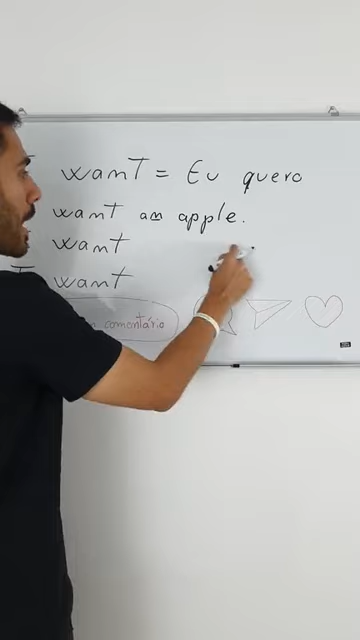 want = Eu quero
want an apple.
want
want
comentário